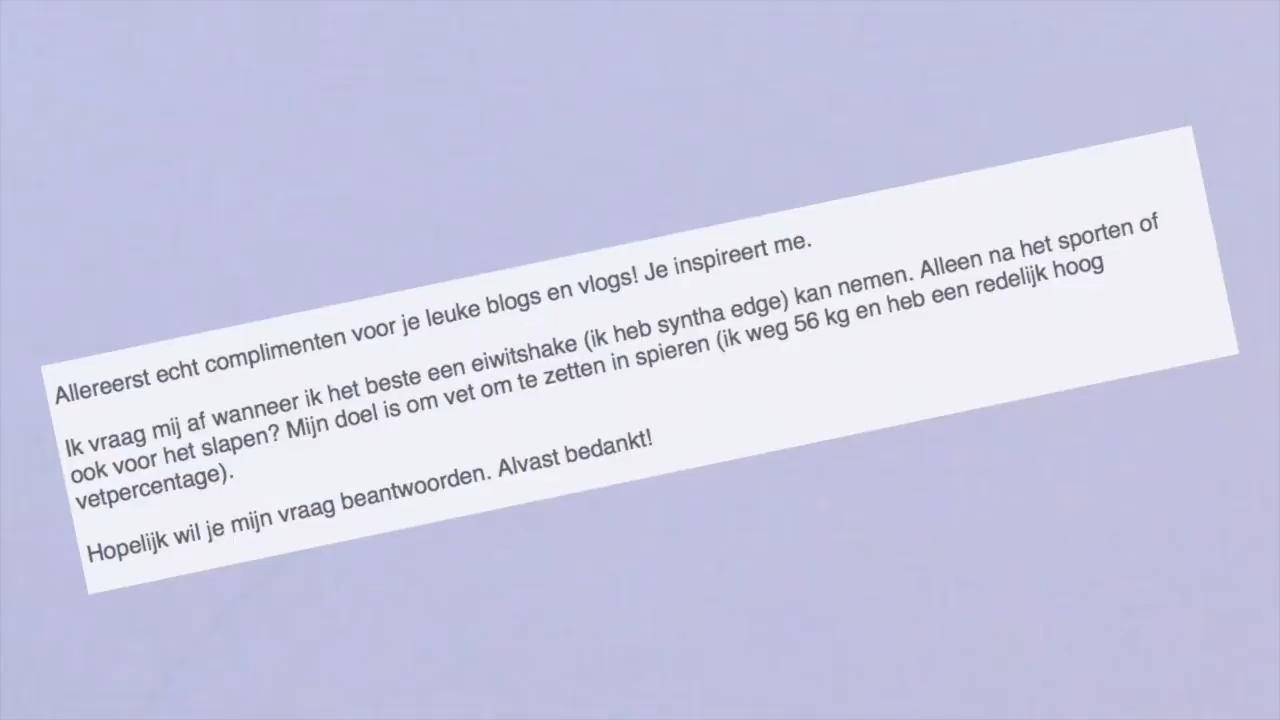 Allereerst echt complimenten voor je leuke blogs en vlogs! Je inspireert me.
Ik vraag mij af wanneer ik het beste een eiwitshake (ik heb syntha edge) kan nemen. Alleen na het sporten of
ook voor het slapen? Mijn doel is om vet om te zetten in spieren (ik weg 56 kg en heb een redelijk hoog
vetpercentage).
Hopelijk wil je mijn vraag beantwoorden. Alvast bedankt!